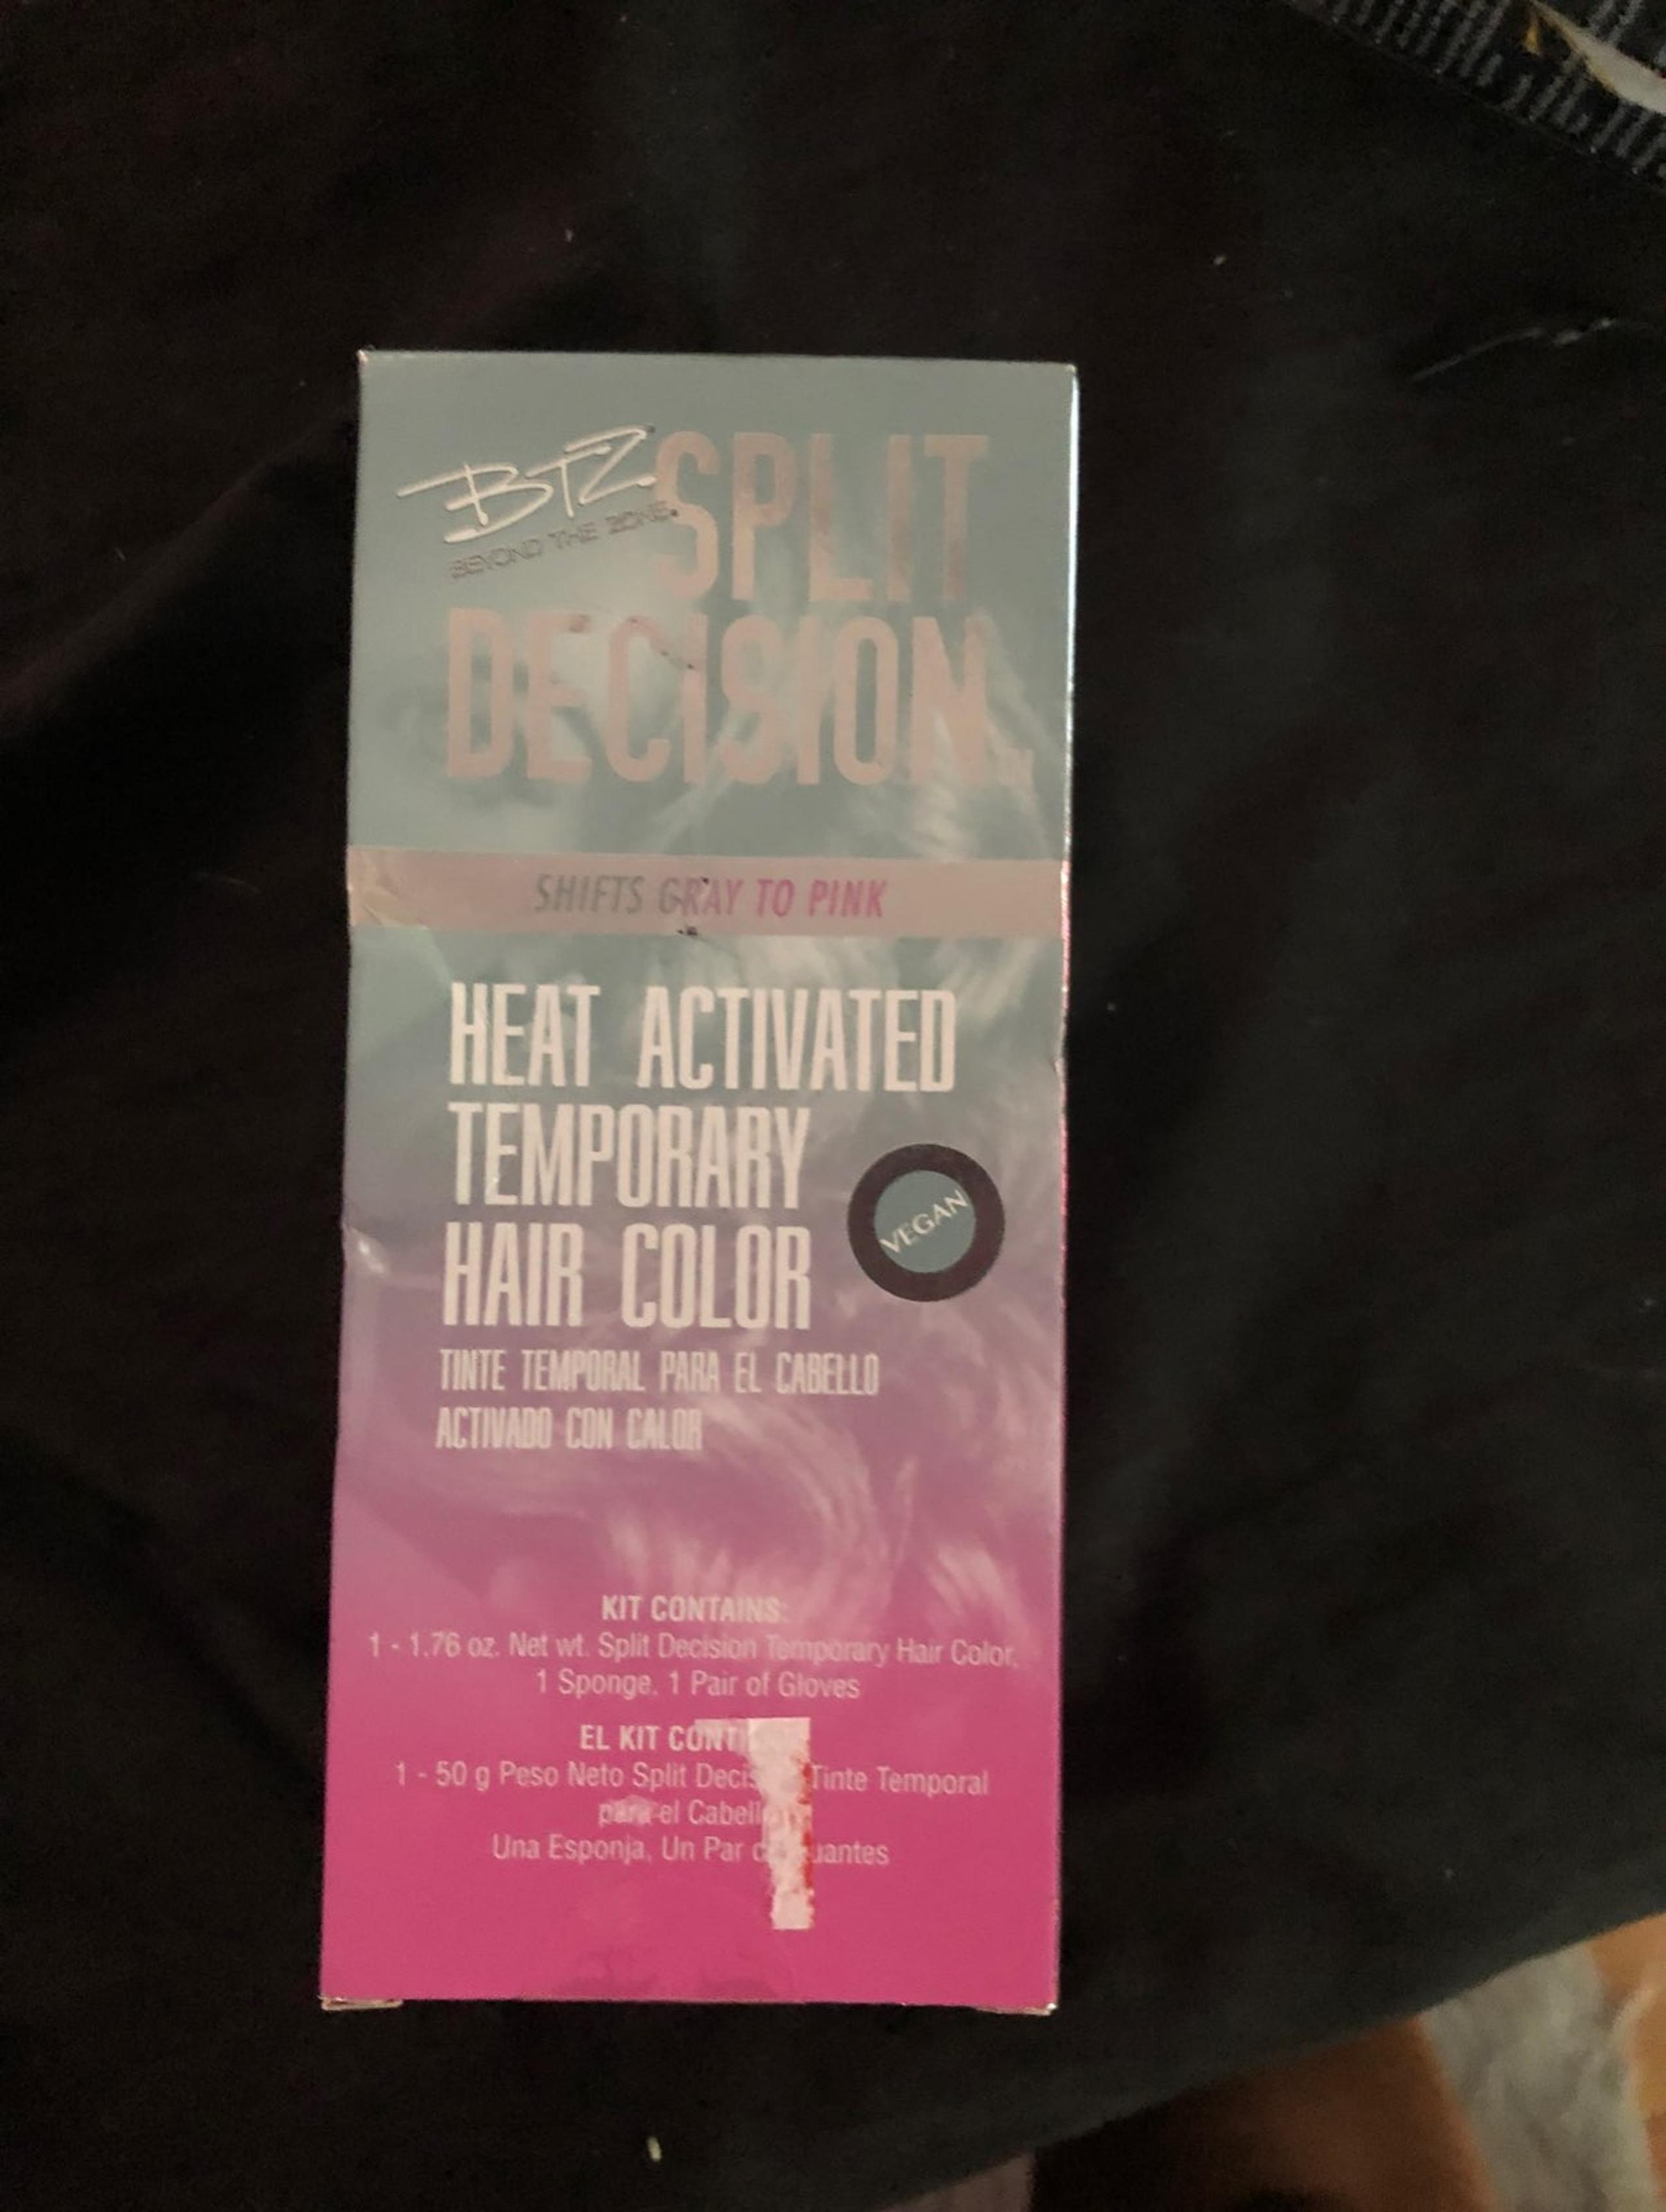 BTZ
BEYOND THE ZONE
SPLIT
DECISION
SHIFTS GRAY TO PINK
HEAT ACTIVATED
TEMPORARY
HAIR COLOR
VEGAN
TINTE TEMPORAL PARA EL CABELLO
ACTIVADO CON CALOR
KIT CONTAINS:
1 - 1.76 oz. Net wt. Split Decision Temporary Hair Color,
1 Sponge, 1 Pair of Gloves
EL KIT
1 - 50 g Peso Neto Split Tinte Temporal
para el
Una Esponja, Un Par